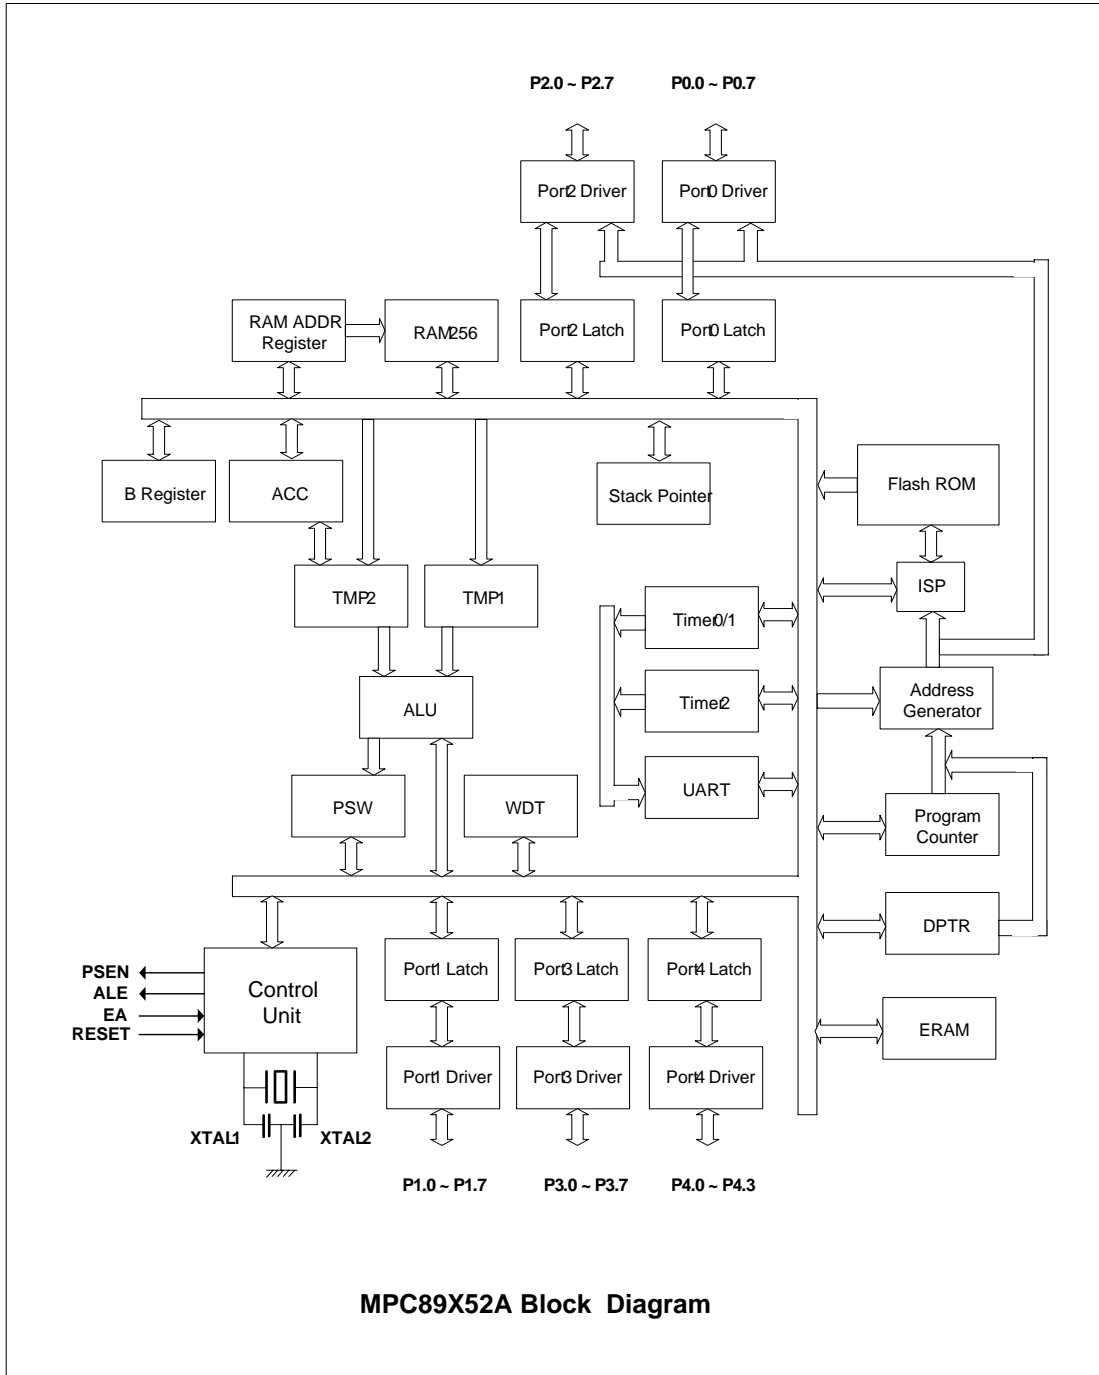 P2.0 ~ P2.7
P0.0 ~ P0.7
Port2 Driver
Port0 Driver
RAM ADDR
Register
RAM256
Port2 Latch
Port0 Latch
B Register
ACC
Stack Pointer
Flash ROM
TMP2
TMP1
Timer0/1
ISP
ALU
Timer2
Address
Generator
PSW
WDT
UART
Program
Counter
Port1 Latch
Port3 Latch
Port4 Latch
DPTR
PSEN
ALE
EA
RESET
Control
Unit
ERAM
Port1 Driver
Port3 Driver
Port4 Driver
XTAL1
XTAL2
P1.0 ~ P1.7
P3.0 ~ P3.7
P4.0 ~ P4.3
MPC89X52A Block Diagram